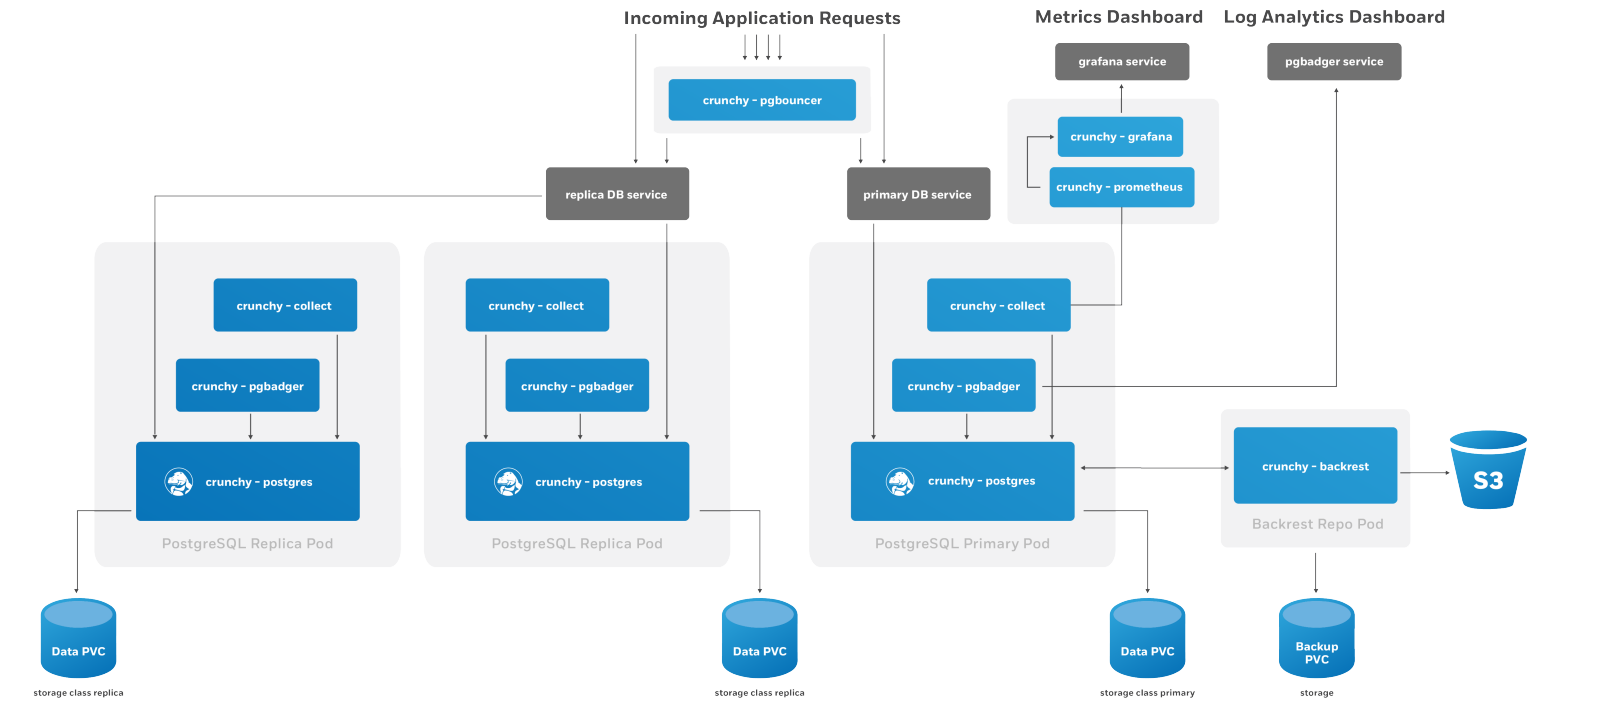 Incoming Application Requests
Metrics Dashboard
Log Analytics Dashboard
grafana service
pgbadger service
crunchy - pgbouncer
crunchy - grafana
crunchy - prometheus
replica DB service
primary DB service
crunchy - collect
crunchy - collect
crunchy - collect
crunchy - pgbadger
crunchy - pgbadger
crunchy - pgbadger
crunchy - postgres
crunchy - postgres
crunchy - postgres
crunchy - backrest
S3
PostgreSQL Replica Pod
PostgreSQL Replica Pod
PostgreSQL Primary Pod
Backrest Repo Pod
Data PVC
Data PVC
Data PVC
Backup
PVC
storage class replica
storage class replica
storage class primary
storage